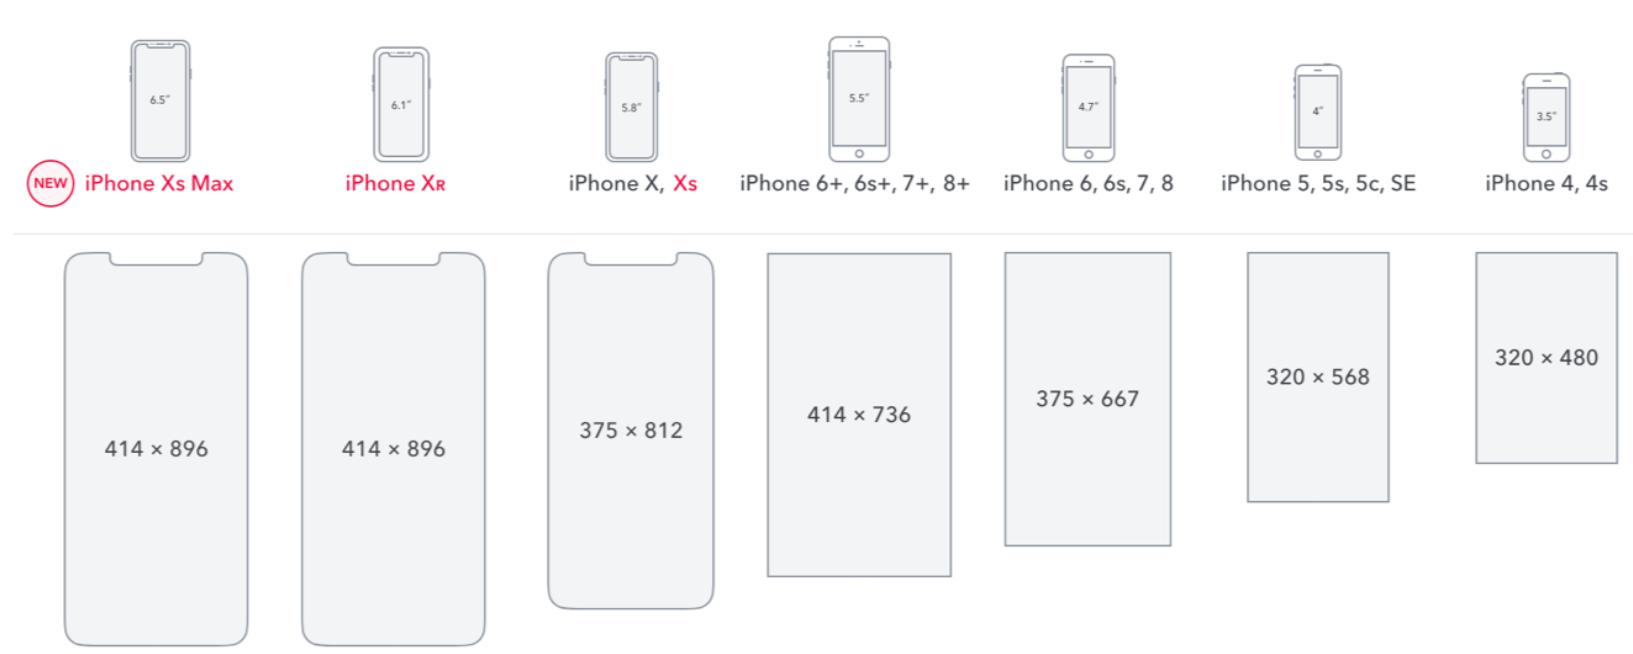 6.5″
6.1″
5.8″
5.5″
4.7″
4″
3.5″
NEW iPhone Xs Max
iPhone XR
iPhone X, Xs
iPhone 6+, 6s+, 7+, 8+
iPhone 6, 6s, 7, 8
iPhone 5, 5s, 5c, SE
iPhone 4, 4s
414 × 896
414 × 896
375 × 812
414 × 736
375 × 667
320 × 568
320 × 480